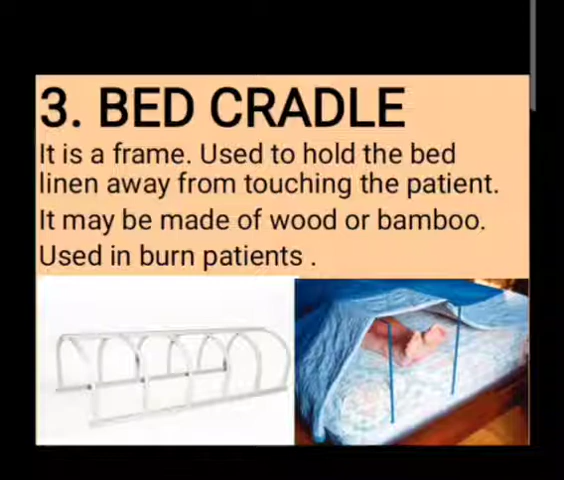 3. BED CRADLE
It is a frame. Used to hold the bed
linen away from touching the patient.
It may be made of wood or bamboo.
Used in burn patients .